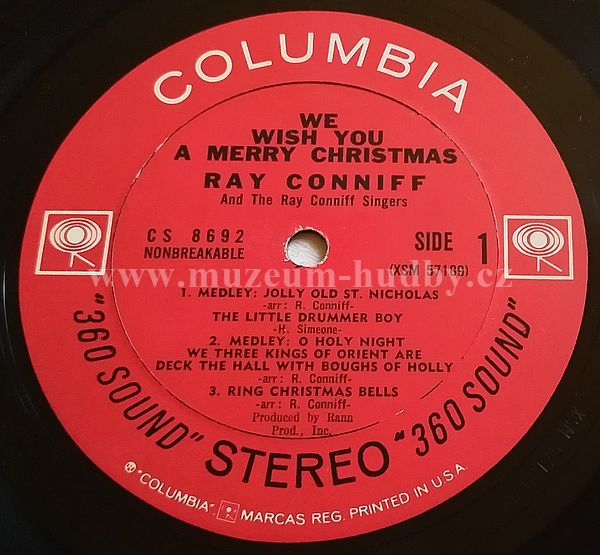 COLUMBIA
WE
WISH YOU
A MERRY CHRISTMAS
RAY CONNIFF
And The Ray Conniff Singers
CS 8692
NONBREAKABLE
SIDE 1
(XSM 57189)
www.muzeum-hudby.cz
1. MEDLEY: JOLLY OLD ST. NICHOLAS
-arr: R. Conniff-
THE LITTLE DRUMMER BOY
-H. Simeone-
2. MEDLEY: O HOLY NIGHT
WE THREE KINGS OF ORIENT ARE
DECK THE HALL WITH BOUGHS OF HOLLY
-arr: R. Conniff-
3. RING CHRISTMAS BELLS
-arr: R. Conniff-
Produced by Rann
Prod., Inc.
"360 SOUND" STEREO "360 SOUND"
® "COLUMBIA", MARCAS REG. PRINTED IN U.S.A.